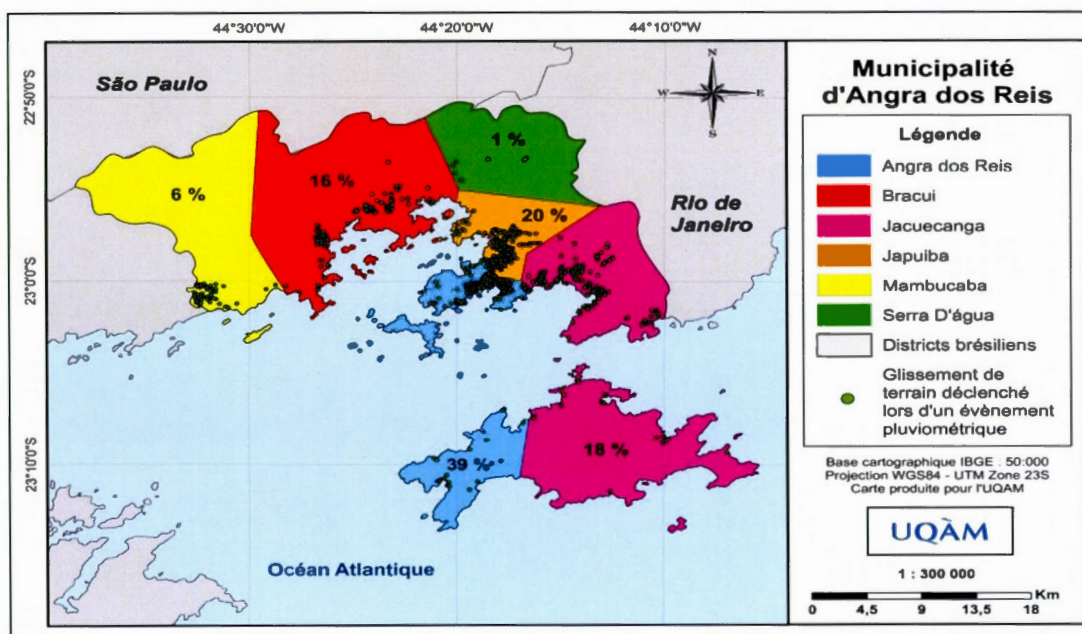 44°30'0"W 44°20'0"W 44°10'0"W
22°50'0"S
23°0'0"S
23°10'0"S
São Paulo
N
W E
S
1 %
16 %
6 %
20 %
Rio de
Janeiro
39 %
18 %
Océan Atlantique
Municipalité
d'Angra dos Reis
Légende
Angra dos Reis
Bracui
Jacuecanga
Japuiba
Mambucaba
Serra D'água
Districts brésiliens
Glissement de
terrain déclenché
lors d'un évènement
pluviométrique
Base cartographique IBGE : 50:000
Projection WGS84 - UTM Zone 23S
Carte produite pour l'UQAM
UQÀM
1 : 300 000
Km
0 4,5 9 13,5 18